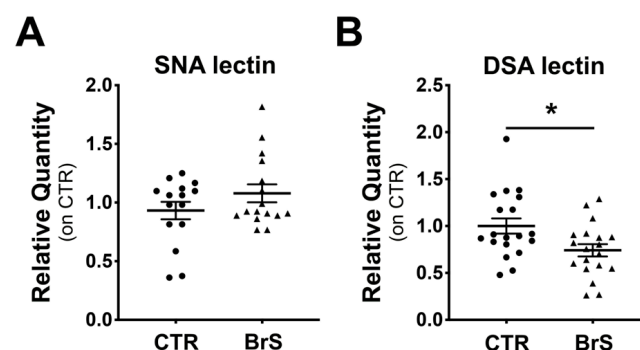 A
SNA lectin
Relative Quantity
(on CTR)
2.0
1.5
1.0
0.5
0.0
CTR BrS
B
DSA lectin
Relative Quantity
(on CTR)
2.5
2.0
1.5
1.0
0.5
0.0
*
CTR BrS